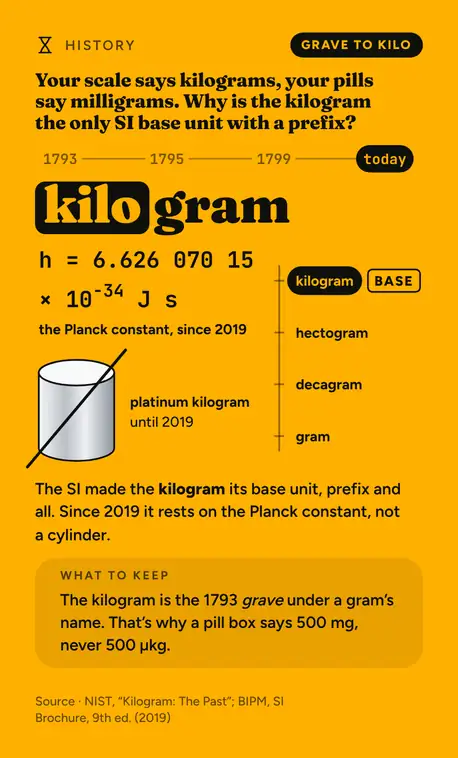 HISTORY
GRAVE TO KILO
Your scale says kilograms, your pills
say milligrams. Why is the kilogram
the only SI base unit with a prefix?
1793
1795
1799
today
kilogram
h = 6.626 070 15
× 10⁻³⁴ J s
the Planck constant, since 2019
platinum kilogram
until 2019
kilogram
BASE
hectogram
decagram
gram
The SI made the kilogram its base unit, prefix and
all. Since 2019 it rests on the Planck constant, not
a cylinder.
WHAT TO KEEP
The kilogram is the 1793 grave under a gram’s
name. That’s why a pill box says 500 mg,
never 500 μkg.
Source · NIST, “Kilogram: The Past”; BIPM, SI
Brochure, 9th ed. (2019)